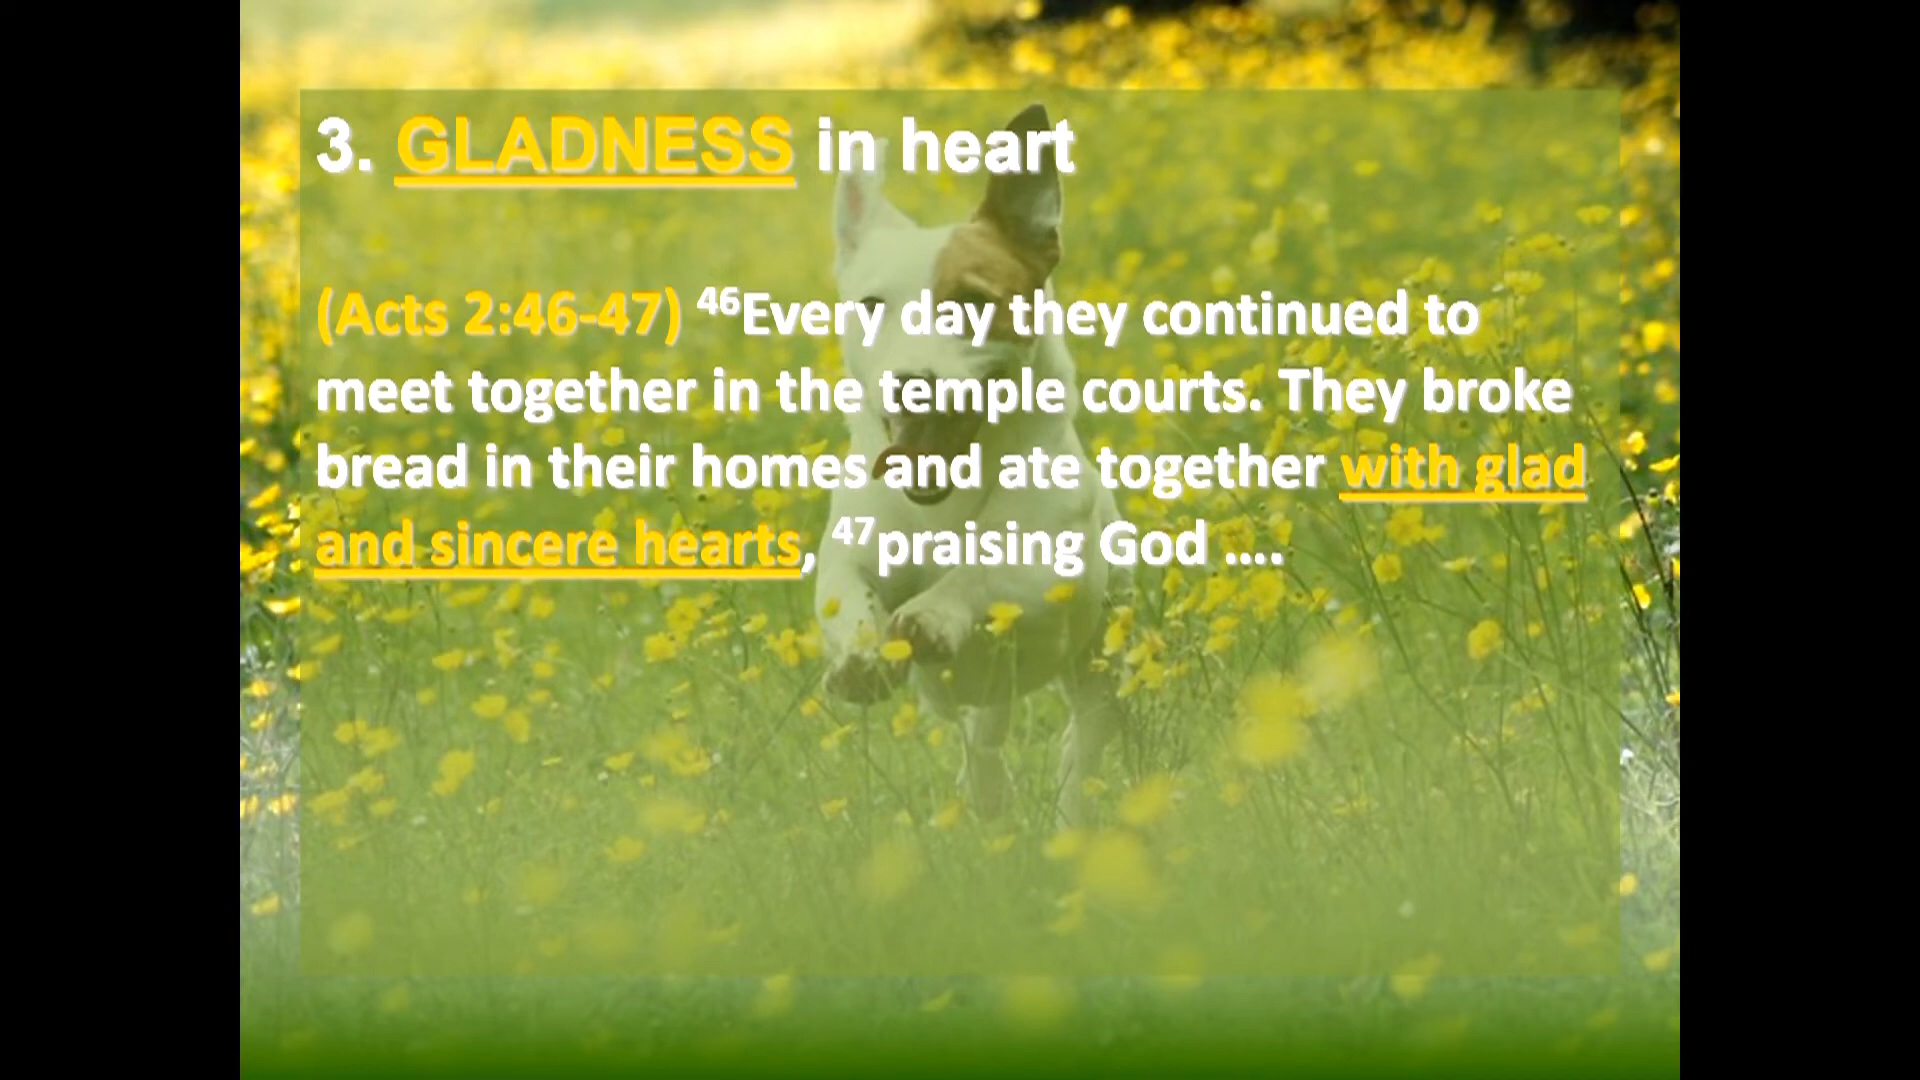 3. GLADNESS in heart
(Acts 2:46-47) ⁴⁶Every day they continued to
meet together in the temple courts. They broke
bread in their homes and ate together with glad
and sincere hearts, ⁴⁷praising God ....